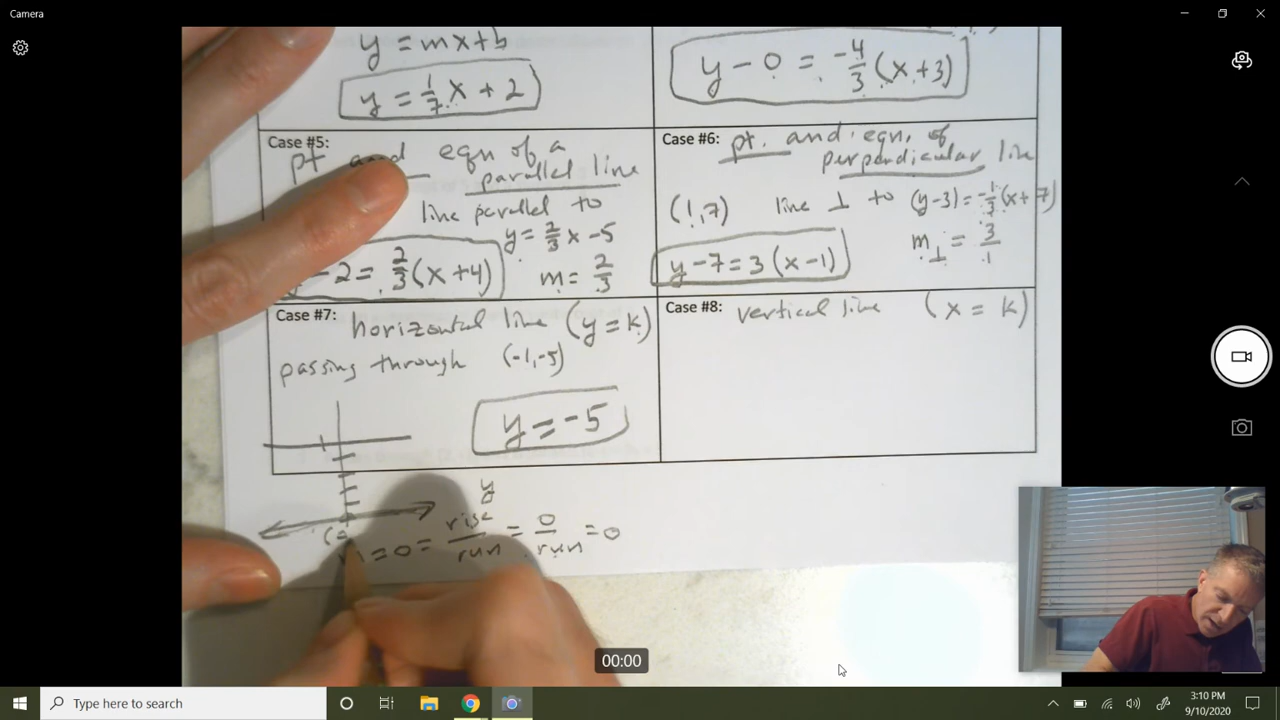 Camera
y = mx+b
y = 1/7 x + 2
y - 0 = -4/3 (x+3)
Case #5:
pt and eqn of a
parallel line
line parallel to
y = 2/3 x - 5
- 2 = 2/3 (x+4)
m = 2/3
Case #6: pt. and eqn. of
perpendicular line
(1,7) line ⊥ to (y-3) = -1/3 (x+7)
m⊥ = 3/1
y-7 = 3(x-1)
Case #7: horizontal line (y = k)
passing through (-1,-5)
y = -5
Case #8: vertical line (x = k)
y
= 0 = rise/run = 0/run = 0
00:00
Type here to search
3:10 PM
9/10/2020